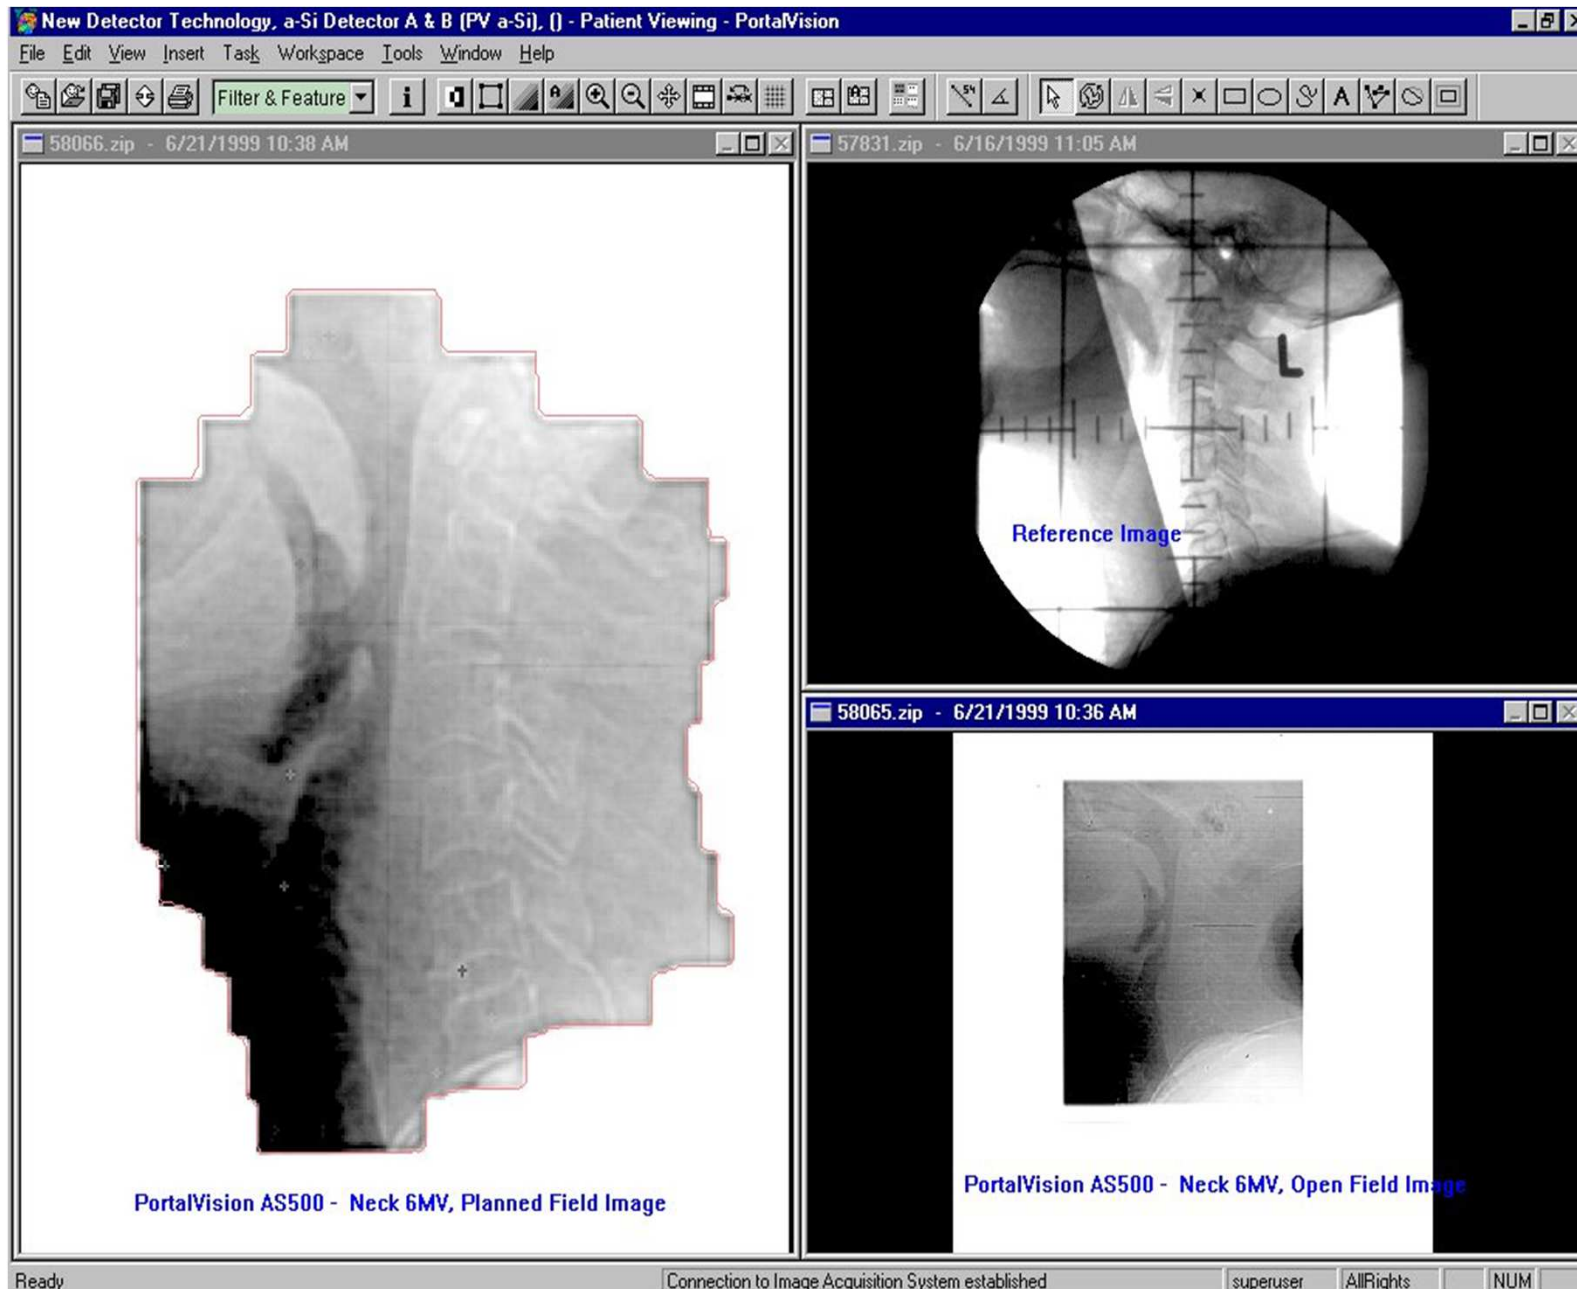 New Detector Technology, a-Si Detector A & B (PV a-Si), () - Patient Viewing - PortalVision
File Edit View Insert Task Workspace Tools Window Help
Filter & Feature
58066.zip - 6/21/1999 10:38 AM
57831.zip - 6/16/1999 11:05 AM
L
Reference Image
58065.zip - 6/21/1999 10:36 AM
PortalVision AS500 - Neck 6MV, Open Field Image
PortalVision AS500 - Neck 6MV, Planned Field Image
Ready Connection to Image Acquisition System established superuser AllRights NUM